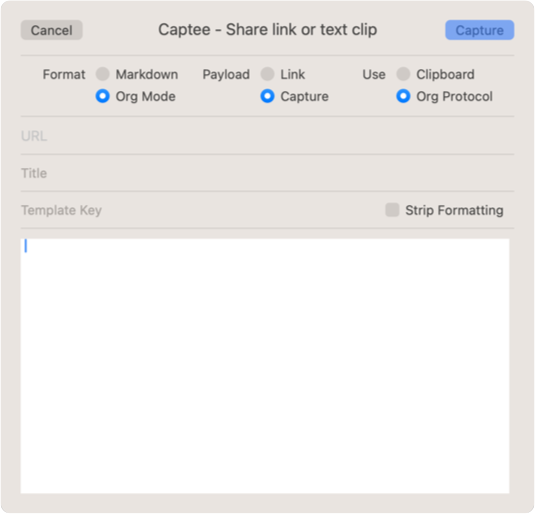 Cancel Captee - Share link or text clip Capture
Format Markdown Payload Link Use Clipboard
Org Mode Capture Org Protocol
URL
Title
Template Key Strip Formatting